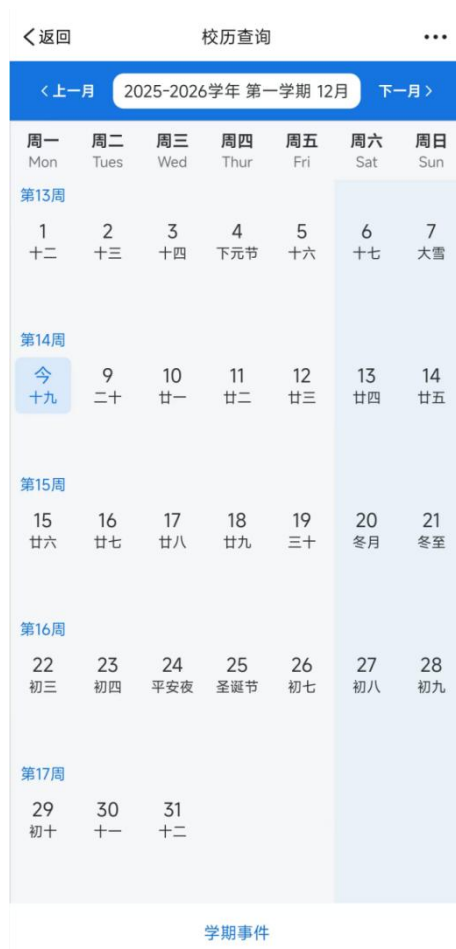 返回 校历查询
上一月 2025-2026学年 第一学期 12月 下一月
周一 周二 周三 周四 周五 周六 周日
Mon Tues Wed Thur Fri Sat Sun
第13周
1 2 3 4 5 6 7
十二 十三 十四 下元节 十六 十七 大雪
第14周
今 9 10 11 12 13 14
十九 二十 廿一 廿二 廿三 廿四 廿五
第15周
15 16 17 18 19 20 21
廿六 廿七 廿八 廿九 三十 冬月 冬至
第16周
22 23 24 25 26 27 28
初三 初四 平安夜 圣诞节 初七 初八 初九
第17周
29 30 31
初十 十一 十二
学期事件